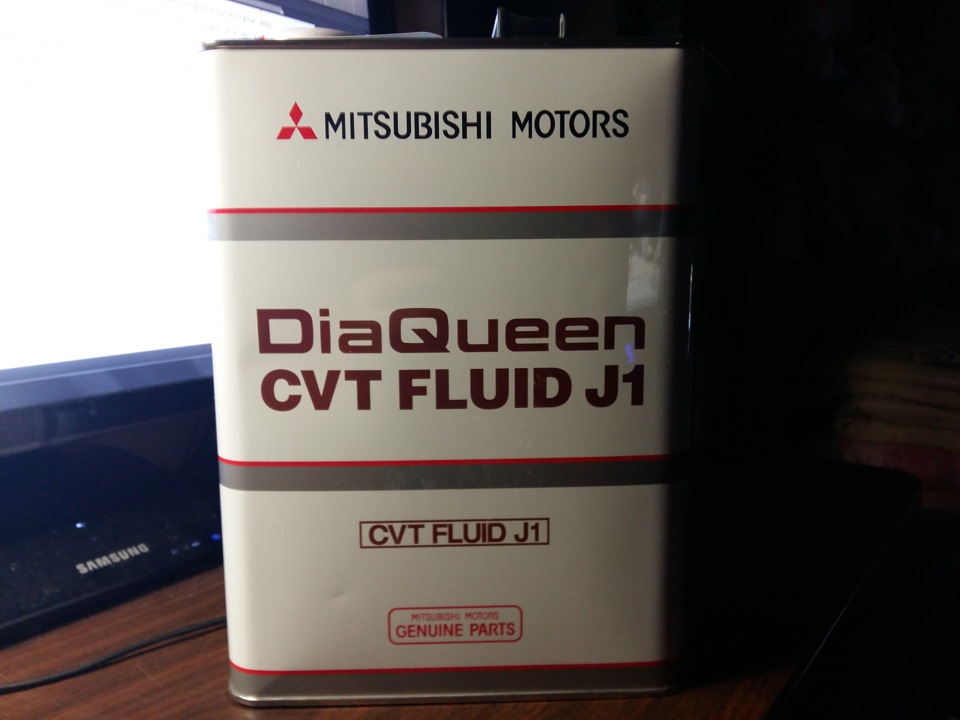 MITSUBISHI MOTORS
DiaQueen
CVT FLUID J1
CVT FLUID J1
MITSUBISHI MOTORS
GENUINE PARTS
SAMSUNG